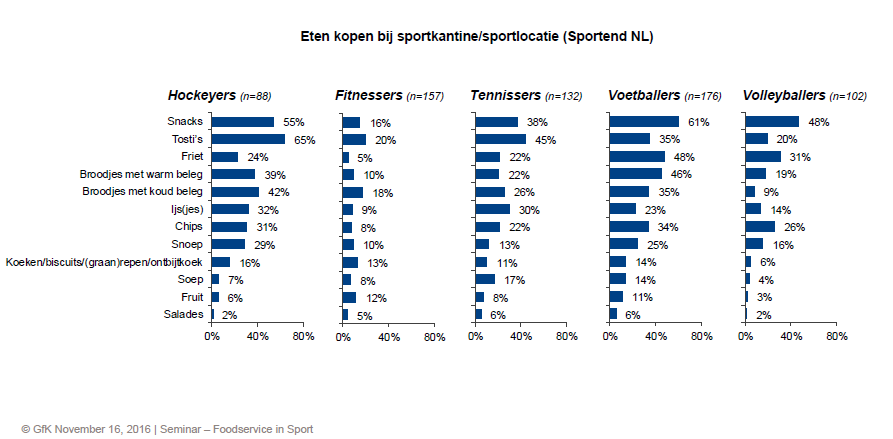 Eten kopen bij sportkantine/sportlocatie (Sportend NL)
Hockeyers (n=88) Fitnessers (n=157) Tennissers (n=132) Voetballers (n=176) Volleyballers (n=102)
Snacks 55% 16% 38% 61% 48%
Tosti's 65% 20% 45% 35% 20%
Friet 24% 5% 22% 48% 31%
Broodjes met warm beleg 39% 10% 22% 46% 19%
Broodjes met koud beleg 42% 18% 26% 35% 9%
Ijs(jes) 32% 9% 30% 23% 14%
Chips 31% 8% 22% 34% 26%
Snoep 29% 10% 13% 25% 16%
Koeken/biscuits/(graan)repen/ontbijtkoek 16% 13% 11% 14% 6%
Soep 7% 8% 17% 14% 4%
Fruit 6% 12% 8% 11% 3%
Salades 2% 5% 6% 6% 2%
0% 40% 80% 0% 40% 80% 0% 40% 80% 0% 40% 80% 0% 40% 80%
© GfK November 16, 2016 | Seminar – Foodservice in Sport